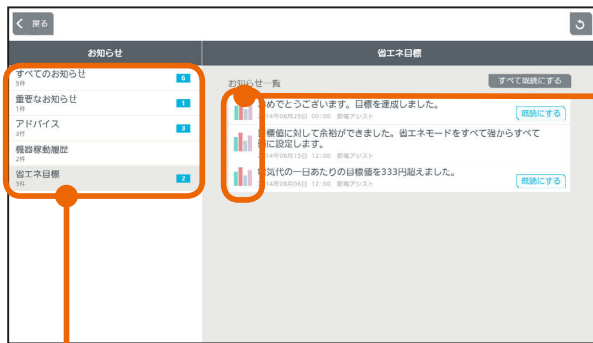 戻る
お知らせ
省エネ目標
すべてのお知らせ
9件
6
重要なお知らせ
1件
1
アドバイス
3件
3
機器稼動履歴
2件
省エネ目標
3件
2
お知らせ一覧
すべて既読にする
めでとうございます。目標を達成しました。
2014年08月25日 00:00 節電アシスト
既読にする
標値に対して余裕ができました。省エネモードをすべて強からすべて
に設定します。
2014年08月15日 12:00 節電アシスト
気代の一日あたりの目標値を333円超えました。
2014年08月06日 12:00 節電アシスト
既読にする